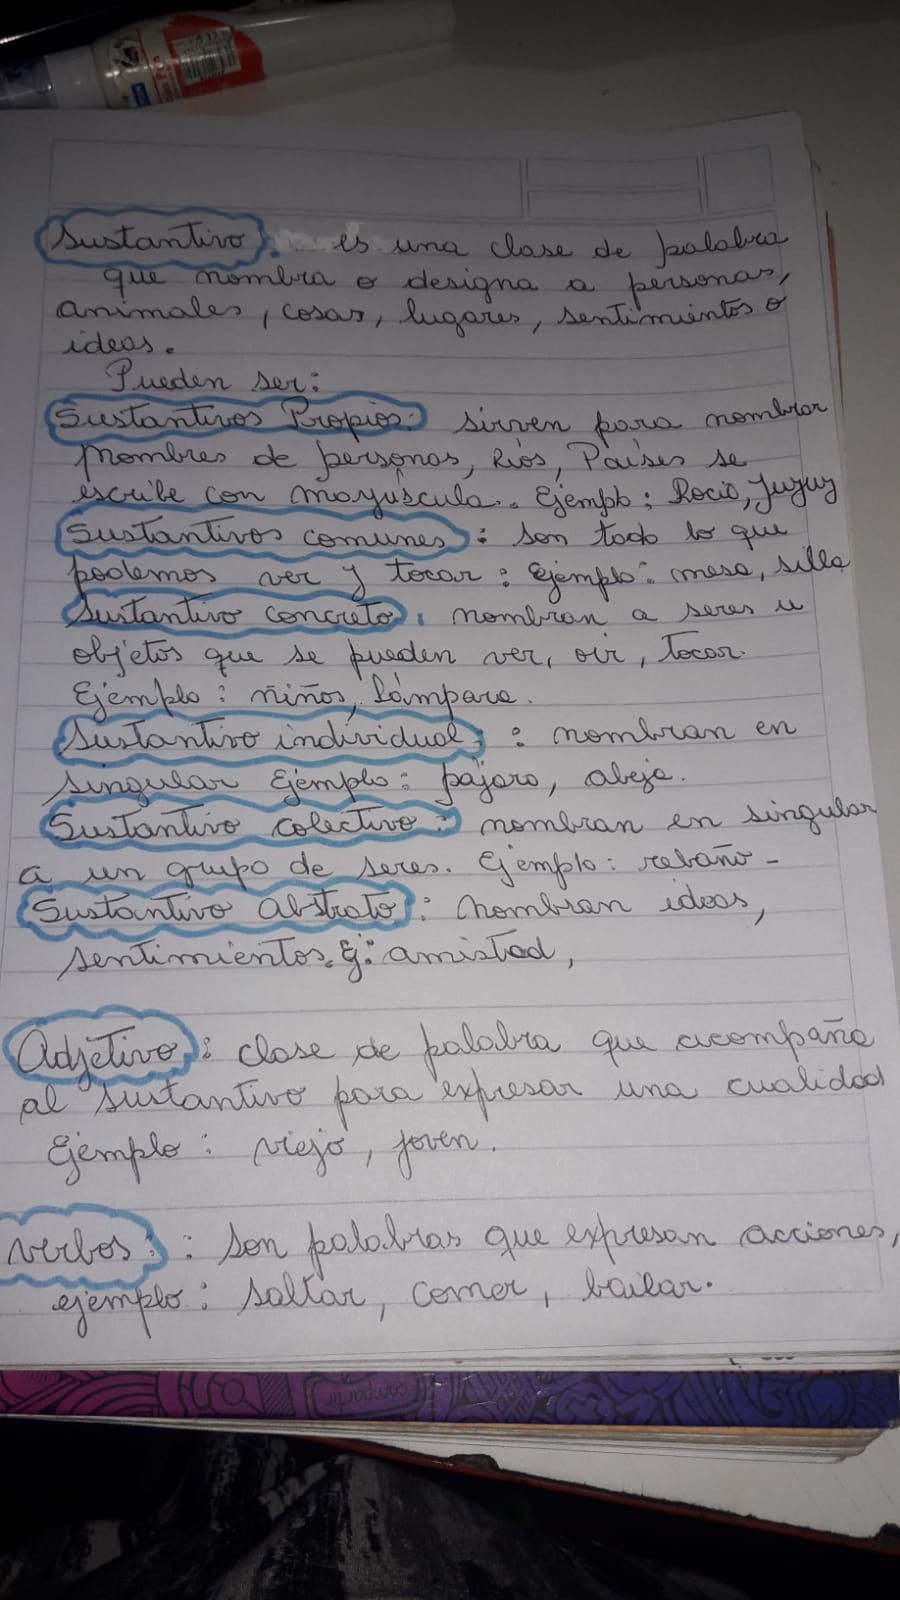 Sustantivo: es una clase de palabra
que nombra o designa a personas,
animales, cosas, lugares, sentimientos o
ideas.
Pueden ser:
Sustantivos Propios: sirven para nombrar
nombres de personas, Ríos, Países se
escribe con mayúscula. Ejemplo: Rocio, Jujuy
Sustantivos comunes: son todo lo que
podemos ver y tocar: Ejemplo: mesa, silla
Sustantivo concreto: nombran a seres u
objetos que se pueden ver, oir, tocar.
Ejemplo: niños, lámpara.
Sustantivo individual: : nombran en
singular Ejemplo: pájaro, abeja.
Sustantivo colectivo: nombran en singular
a un grupo de seres. Ejemplo: rebaño-
Sustantivo abstrato: nombran ideas,
sentimientos. Ej: amistad,
Adjetivo: clase de palabra que acompaña
al sustantivo para expresar una cualidad
Ejemplo: viejo, joven.
verbos: : son palabras que expresan acciones,
ejemplo: saltar, comer, bailar.
compartir